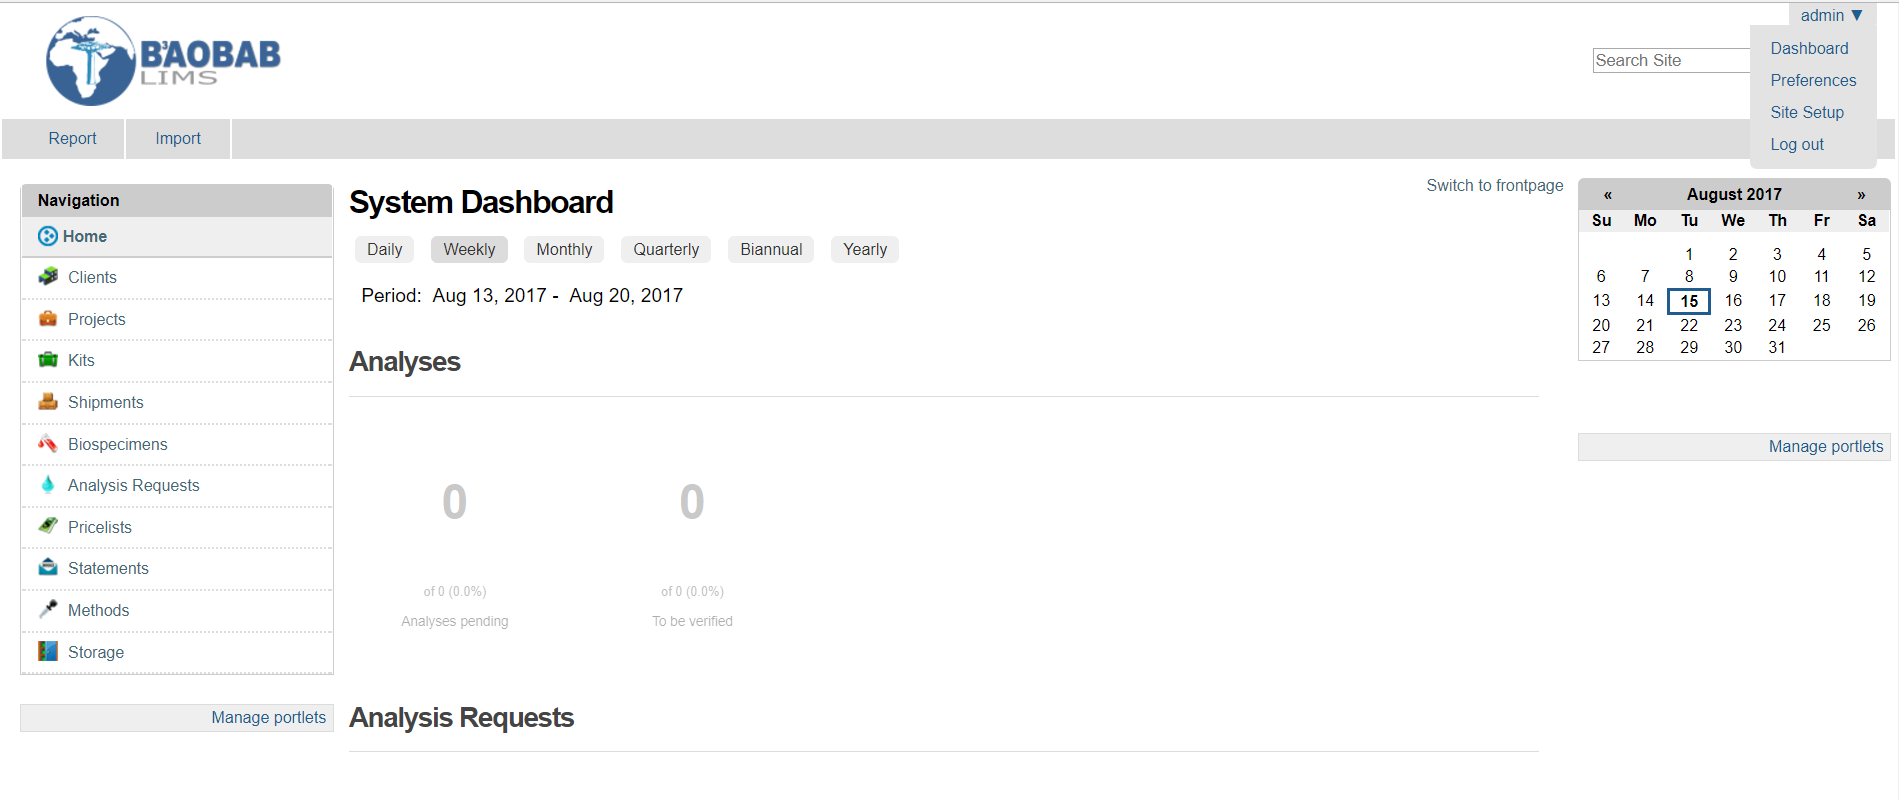 admin ▼
B3AOBAB
LIMS
Search Site
Dashboard
Preferences
Site Setup
Log out
Report
Import
Navigation
Home
Clients
Projects
Kits
Shipments
Biospecimens
Analysis Requests
Pricelists
Statements
Methods
Storage
Manage portlets
System Dashboard
Switch to frontpage
Daily Weekly Monthly Quarterly Biannual Yearly
Period: Aug 13, 2017 - Aug 20, 2017
Analyses
0
of 0 (0.0%)
Analyses pending
0
of 0 (0.0%)
To be verified
Analysis Requests
« August 2017 »
Su Mo Tu We Th Fr Sa
1 2 3 4 5
6 7 8 9 10 11 12
13 14 15 16 17 18 19
20 21 22 23 24 25 26
27 28 29 30 31
Manage portlets